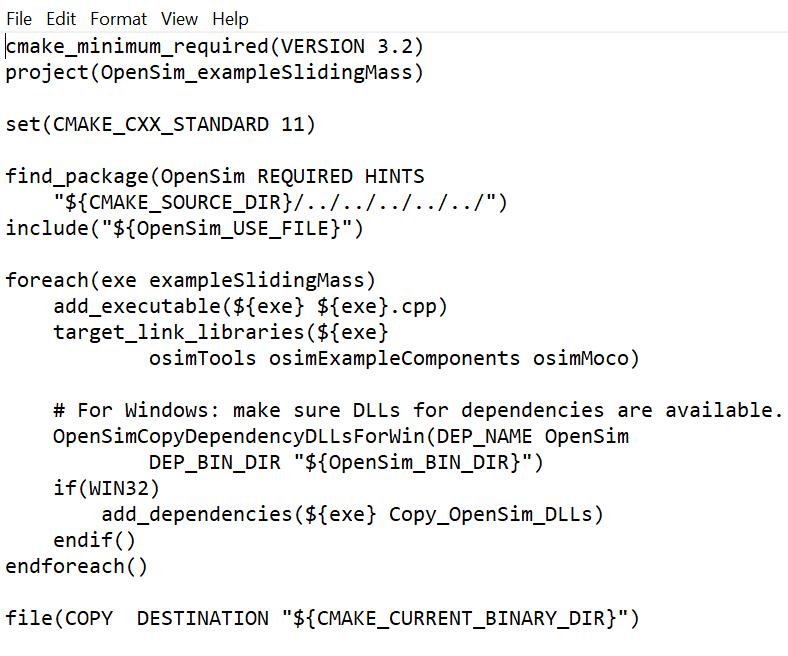 File Edit Format View Help
cmake_minimum_required(VERSION 3.2)
project(OpenSim_exampleSlidingMass)

set(CMAKE_CXX_STANDARD 11)

find_package(OpenSim REQUIRED HINTS
    "${CMAKE_SOURCE_DIR}/../../../../../")
include("${OpenSim_USE_FILE}")

foreach(exe exampleSlidingMass)
    add_executable(${exe} ${exe}.cpp)
    target_link_libraries(${exe}
            osimTools osimExampleComponents osimMoco)

    # For Windows: make sure DLLs for dependencies are available.
    OpenSimCopyDependencyDLLsForWin(DEP_NAME OpenSim
            DEP_BIN_DIR "${OpenSim_BIN_DIR}")
    if(WIN32)
        add_dependencies(${exe} Copy_OpenSim_DLLs)
    endif()
endforeach()

file(COPY  DESTINATION "${CMAKE_CURRENT_BINARY_DIR}")